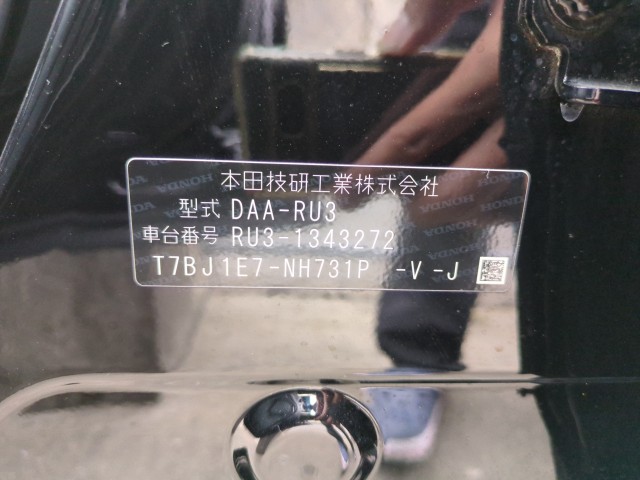 本田技研工業株式会社
型式 DAA-RU3
車台番号 RU3-1343272
T7BJ1E7-NH731P -V -J